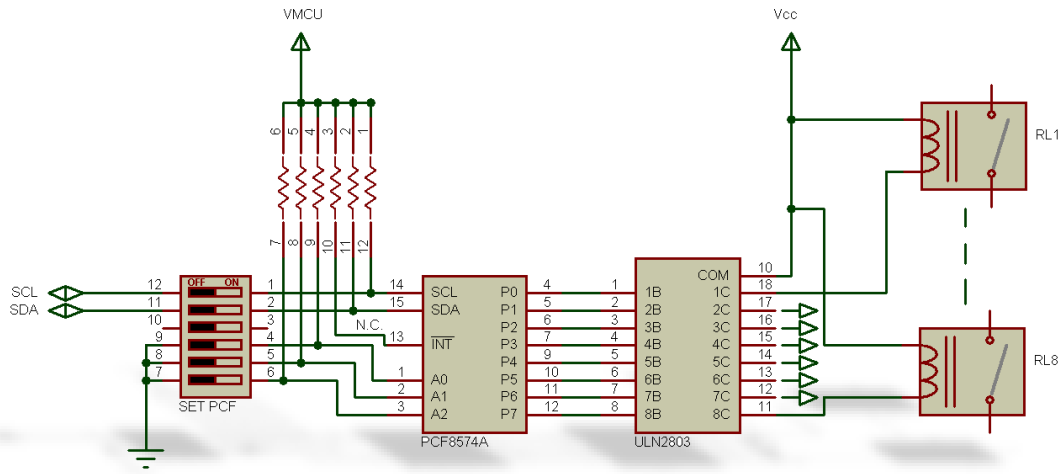 VMCU
Vcc
6 5 4 3 2 1
7 8 9 10 11 12
RL1
RL8
SCL
SDA
12
11
10
9
8
7
OFF ON
1
2
3
4
5
6
SET PCF
N.C.
14 SCL P0 4
15 SDA P1 5
P2 6
13 INT P3 7
P4 9
1 A0 P5 10
2 A1 P6 11
3 A2 P7 12
PCF8574A
COM 10
1 1B 1C 18
2 2B 2C 17
3 3B 3C 16
4 4B 4C 15
5 5B 5C 14
6 6B 6C 13
7 7B 7C 12
8 8B 8C 11
ULN2803